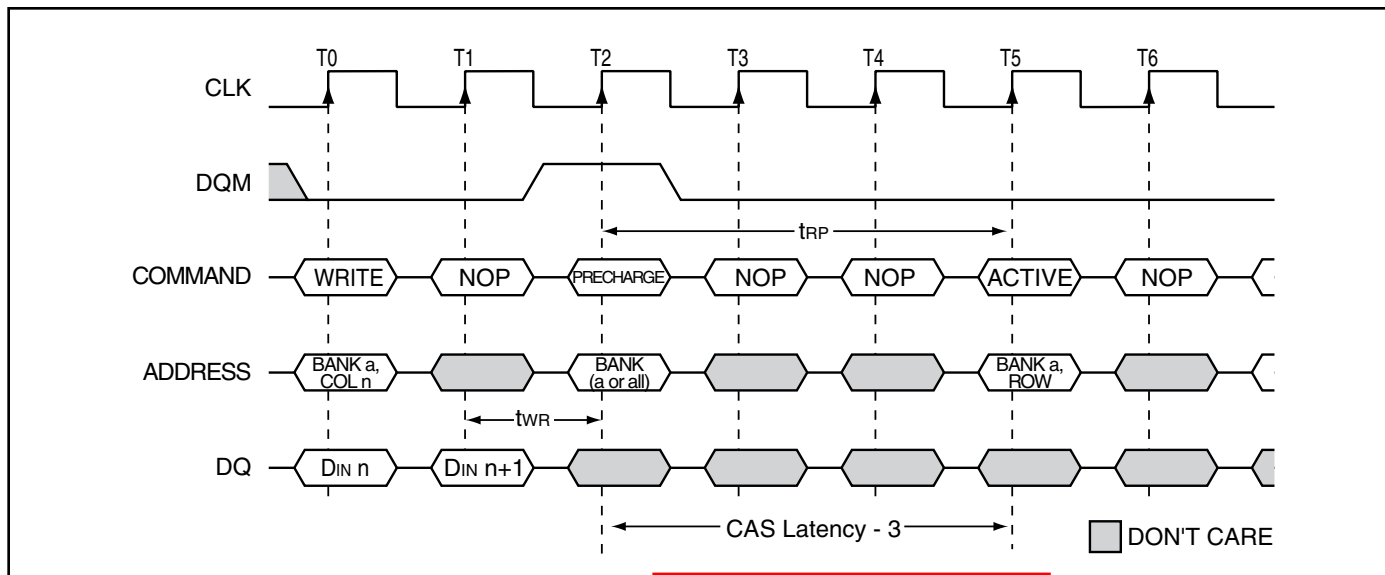 T0 T1 T2 T3 T4 T5 T6
CLK
DQM
tRP
COMMAND WRITE NOP PRECHARGE NOP NOP ACTIVE NOP
ADDRESS BANK a, COL n BANK (a or all) BANK a, ROW
tWR
DQ DIN n DIN n+1
CAS Latency - 3
DON'T CARE